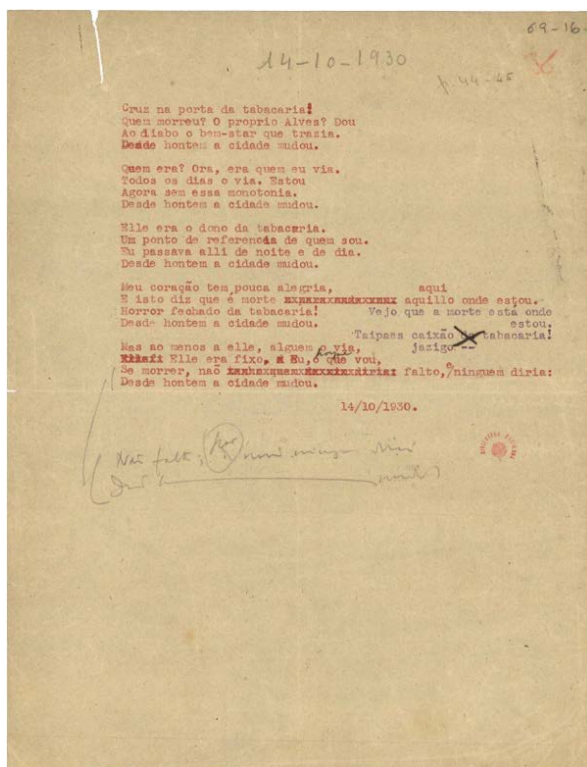 69-16-
14-10-1930
p. 44-45
Cruz na porta da tabacaria!
Quem morreu? O proprio Alves? Dou
Ao diabo o bem-star que trazia.
Desde hontem a cidade mudou.
Quem era? Ora, era quem eu via.
Todos os dias o via. Estou
Agora sem essa monotonia.
Desde hontem a cidade mudou.
Elle era o dono da tabacaria.
Um ponto de referencia de quem sou.
Eu passava alli de noite e de dia.
Desde hontem a cidade mudou.
Meu coração tem pouca alegria, aqui
E isto diz que é morte aquillo onde estou.
Horror fechado da tabacaria! Vejo que a morte está onde
Desde hontem a cidade mudou. estou.
Taipaes caixão da tabacaria!
Mas ao menos a elle, alguem o via, jazigo --
Elle era fixo, Eu, o que vou,
Se morrer, não falto, ninguem diria:
Desde hontem a cidade mudou.
14/10/1930.
Não falto;